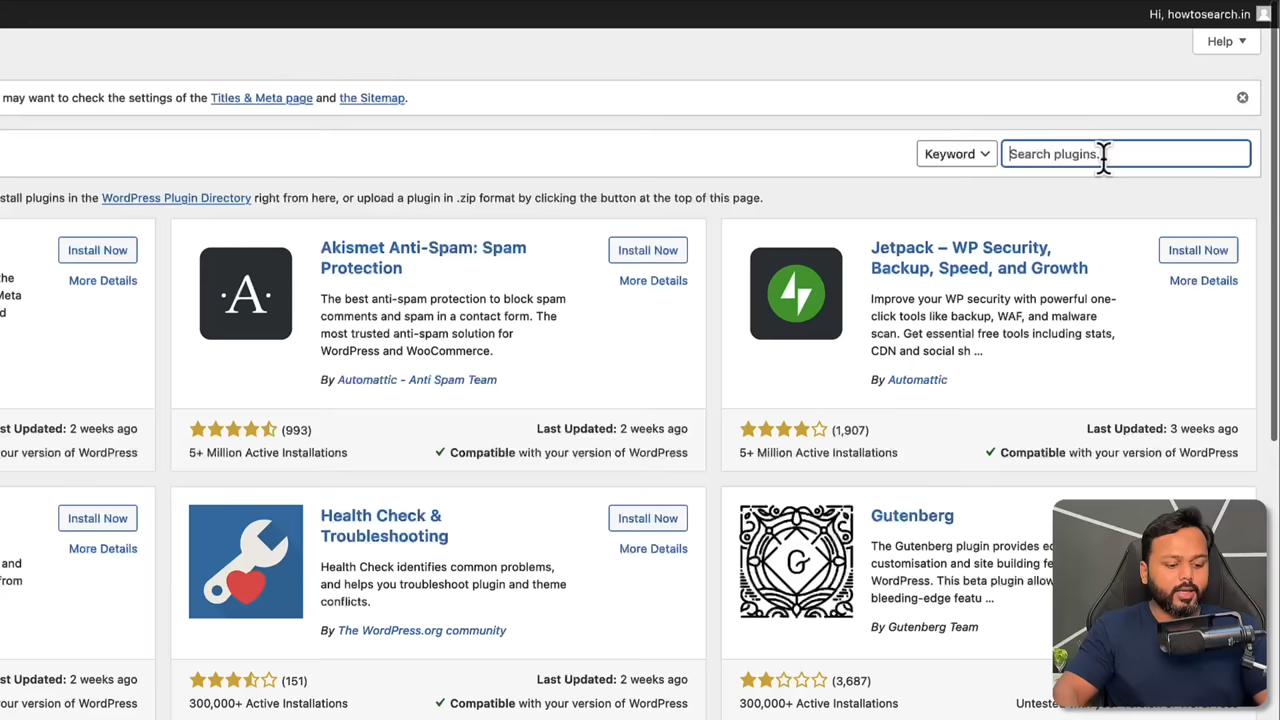 Hi, howtosearch.in
Help
may want to check the settings of the Titles & Meta page and the Sitemap.
Keyword
Search plugins...
stall plugins in the WordPress Plugin Directory right from here, or upload a plugin in .zip format by clicking the button at the top of this page.
Install Now
More Details
the
Meta
d
st Updated: 2 weeks ago
your version of WordPress
A
Akismet Anti-Spam: Spam
Protection
Install Now
More Details
The best anti-spam protection to block spam
comments and spam in a contact form. The
most trusted anti-spam solution for
WordPress and WooCommerce.
By Automattic - Anti Spam Team
(993)
Last Updated: 2 weeks ago
5+ Million Active Installations
Compatible with your version of WordPress
Jetpack – WP Security,
Backup, Speed, and Growth
Install Now
More Details
Improve your WP security with powerful one-
click tools like backup, WAF, and malware
scan. Get essential free tools including stats,
CDN and social sh ...
By Automattic
(1,907)
Last Updated: 3 weeks ago
5+ Million Active Installations
Compatible with your version of WordPress
Install Now
More Details
and
from
st Updated: 2 weeks ago
your version of WordPress
Health Check &
Troubleshooting
Install Now
More Details
Health Check identifies common problems,
and helps you troubleshoot plugin and theme
conflicts.
By The WordPress.org community
(151)
Last Updated: 2 weeks ago
300,000+ Active Installations
Compatible with your version of WordPress
G
Gutenberg
The Gutenberg plugin provides
customisation and site building fe
WordPress. This beta plugin allow
bleeding-edge featu ...
By Gutenberg Team
(3,687)
300,000+ Active Installations